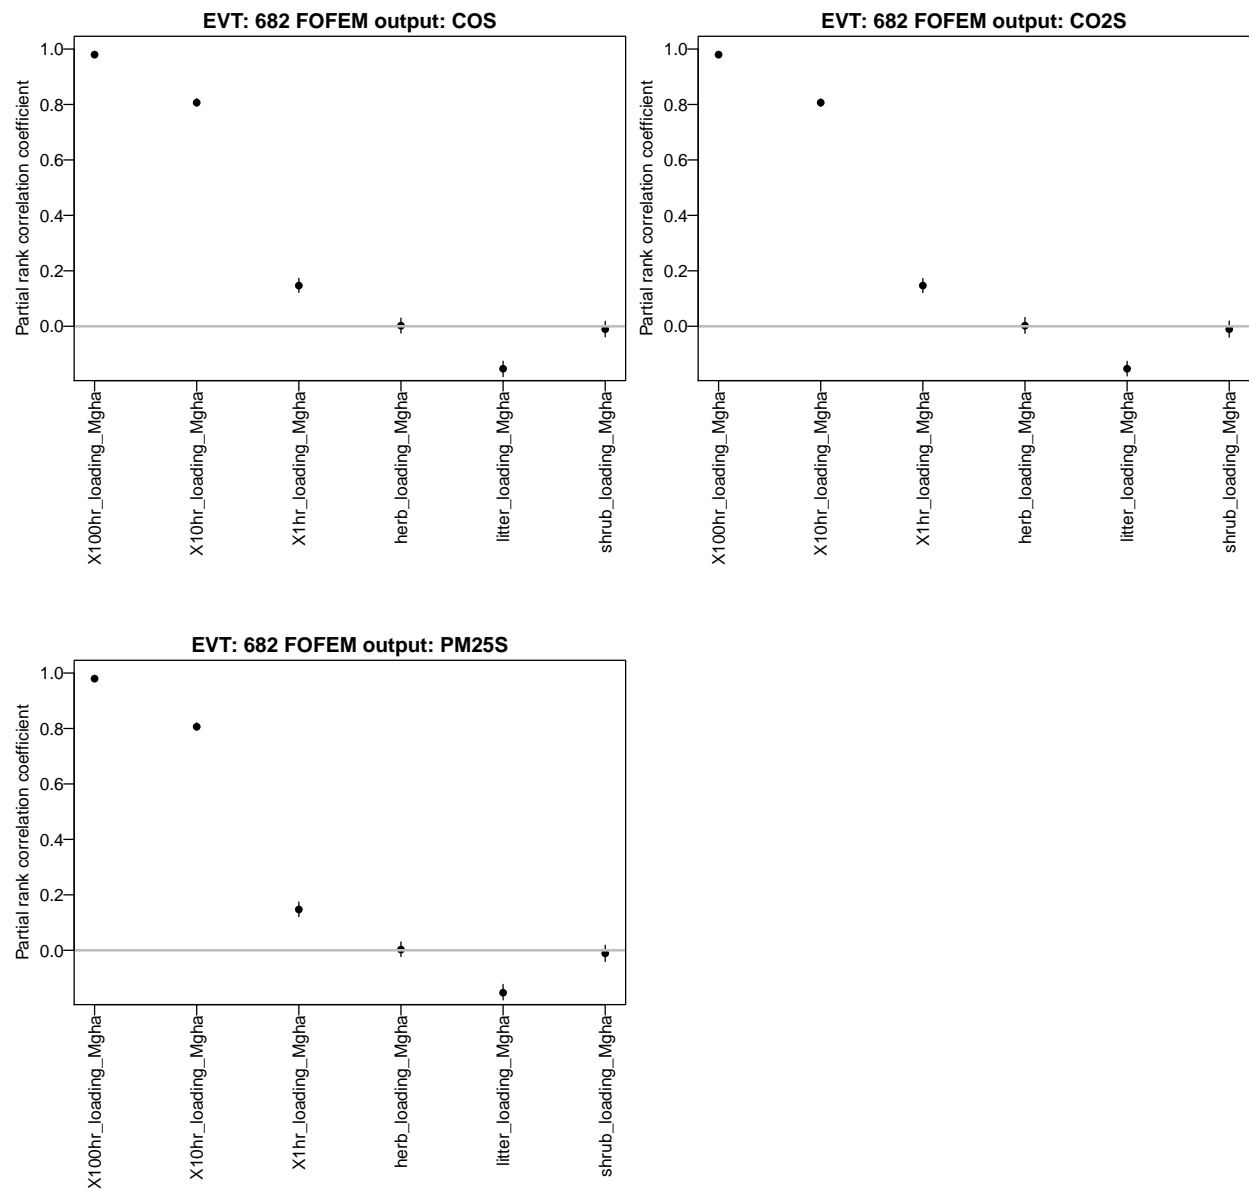 EVT: 682 FOFEM output: COS
Partial rank correlation coefficient
1.0
0.8
0.6
0.4
0.2
0.0
X100hr_loading_Mgha
X10hr_loading_Mgha
X1hr_loading_Mgha
herb_loading_Mgha
litter_loading_Mgha
shrub_loading_Mgha
EVT: 682 FOFEM output: CO2S
Partial rank correlation coefficient
1.0
0.8
0.6
0.4
0.2
0.0
X100hr_loading_Mgha
X10hr_loading_Mgha
X1hr_loading_Mgha
herb_loading_Mgha
litter_loading_Mgha
shrub_loading_Mgha
EVT: 682 FOFEM output: PM25S
Partial rank correlation coefficient
1.0
0.8
0.6
0.4
0.2
0.0
X100hr_loading_Mgha
X10hr_loading_Mgha
X1hr_loading_Mgha
herb_loading_Mgha
litter_loading_Mgha
shrub_loading_Mgha